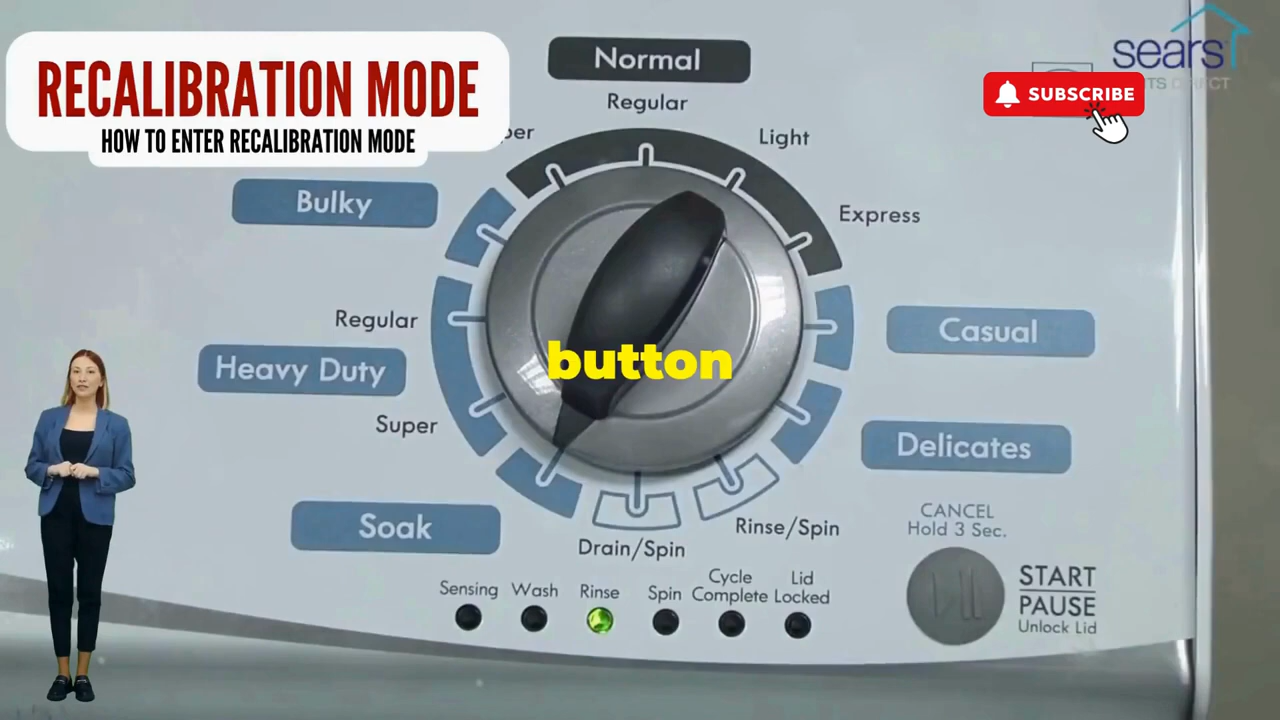 RECALIBRATION MODE
HOW TO ENTER RECALIBRATION MODE
sears
DIRECT
SUBSCRIBE
Normal
Regular
Light
Express
Bulky
Regular
Heavy Duty
Super
Soak
Casual
Delicates
button
Rinse/Spin
Drain/Spin
CANCEL
Hold 3 Sec.
START
PAUSE
Unlock Lid
Sensing
Wash
Rinse
Spin
Cycle
Complete
Lid
Locked